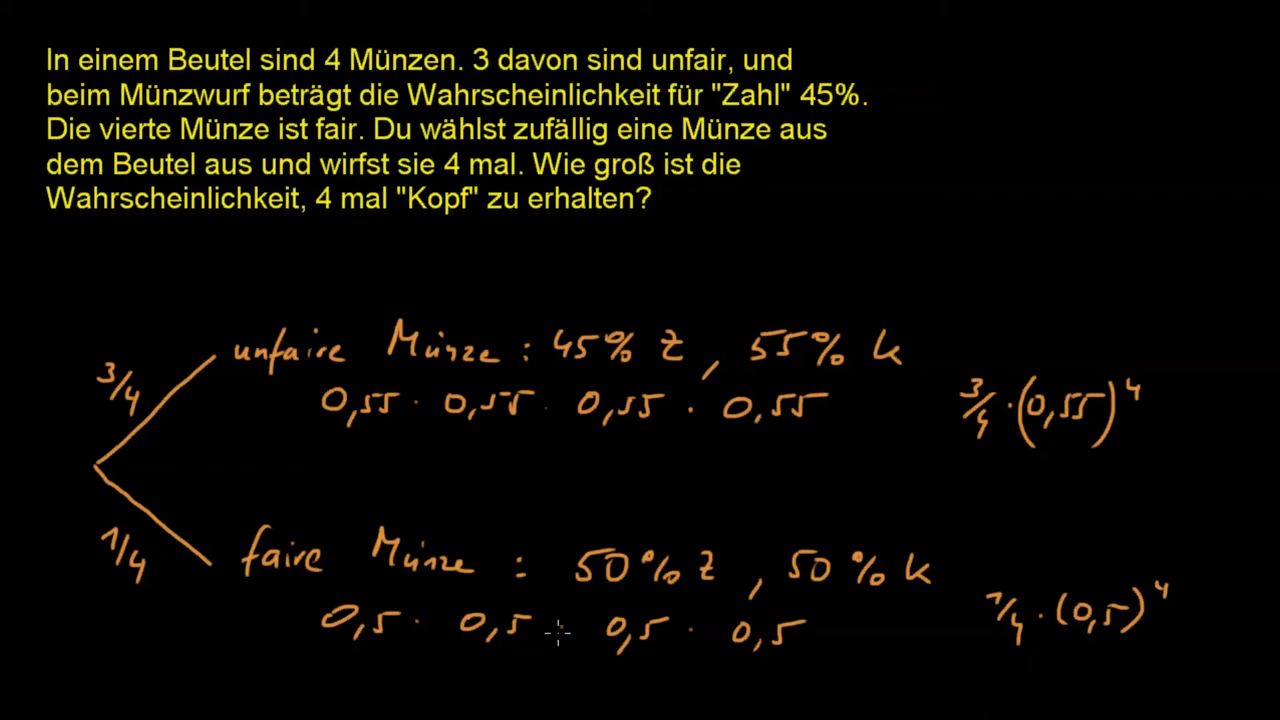 In einem Beutel sind 4 Münzen. 3 davon sind unfair, und
beim Münzwurf beträgt die Wahrscheinlichkeit für "Zahl" 45%.
Die vierte Münze ist fair. Du wählst zufällig eine Münze aus
dem Beutel aus und wirfst sie 4 mal. Wie groß ist die
Wahrscheinlichkeit, 4 mal "Kopf" zu erhalten?
3/4 unfaire Münze : 45% Z , 55% K
0,55 · 0,55 · 0,55 · 0,55 3/4 · (0,55)^4
1/4 faire Münze : 50% Z , 50% K
0,5 · 0,5 · 0,5 · 0,5 1/4 · (0,5)^4